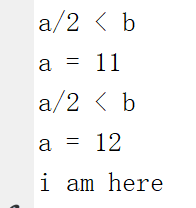 a/2 < b
a = 11
a/2 < b
a = 12
i am here